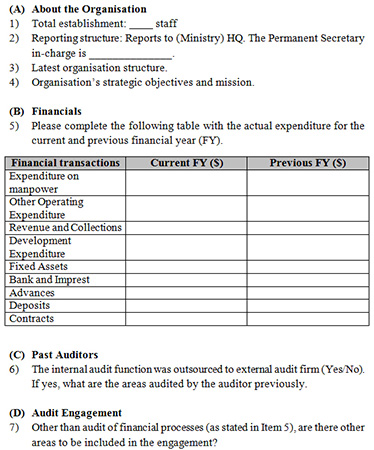 (A) About the Organisation
1) Total establishment: ____ staff
2) Reporting structure: Reports to (Ministry) HQ. The Permanent Secretary
in-charge is ________________.
3) Latest organisation structure.
4) Organisation's strategic objectives and mission.
(B) Financials
5) Please complete the following table with the actual expenditure for the
current and previous financial year (FY).
Financial transactions Current FY ($) Previous FY ($)
Expenditure on
manpower
Other Operating
Expenditure
Revenue and Collections
Development
Expenditure
Fixed Assets
Bank and Imprest
Advances
Deposits
Contracts
(C) Past Auditors
6) The internal audit function was outsourced to external audit firm (Yes/No).
If yes, what are the areas audited by the auditor previously.
(D) Audit Engagement
7) Other than audit of financial processes (as stated in Item 5), are there other
areas to be included in the engagement?